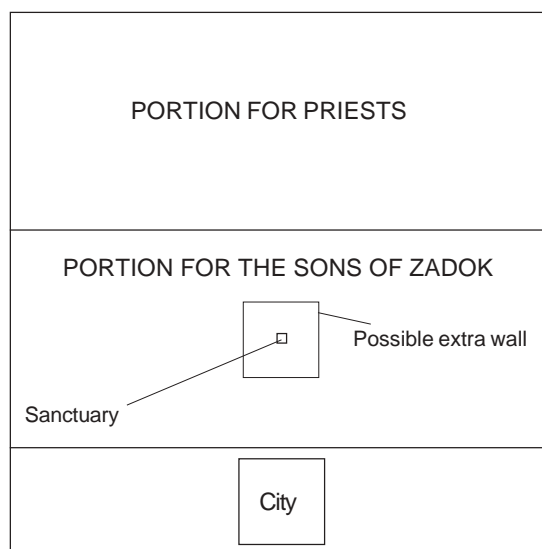 PORTION FOR PRIESTS
PORTION FOR THE SONS OF ZADOK
Possible extra wall
Sanctuary
City